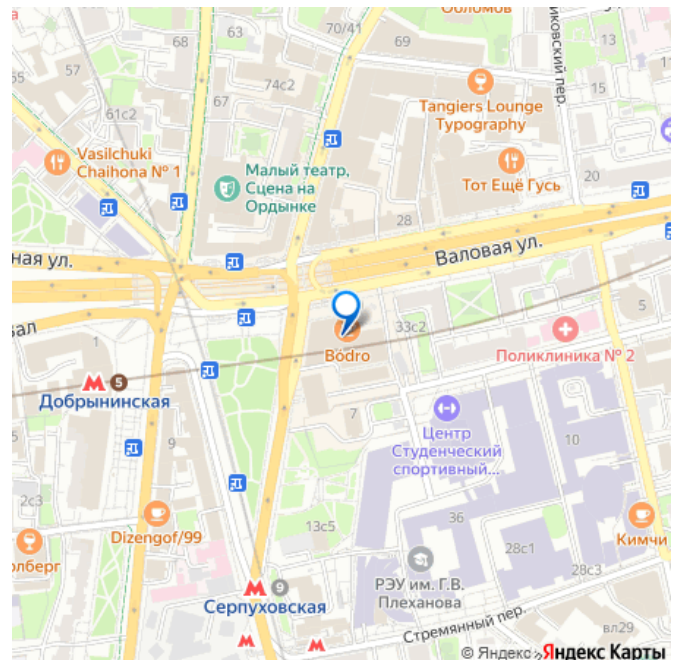 Обломов
70/41
68
69
65
57
67
74с2
61с2
15
13
20
иковский пер.
Tangiers Lounge
Typography
Vasilchuki
Chaihona № 1
Малый театр,
Сцена на
Ордынке
Тот Ещё Гусь
28
ная ул.
Валовая ул.
вал
1
5
33с2
Bodro
Поликлиника № 2
М 5
Добрынинская
7
9
10
Центр
Студенческий
спортивный...
2с3
Dizengof/99
13с5
36
28с1
28с3
Кимчи
олберг
М 9
Серпуховская
РЭУ им. Г.В.
Плеханова
Стремянный пер.
вл29
М
М
© Яндекс
Яндекс Карты